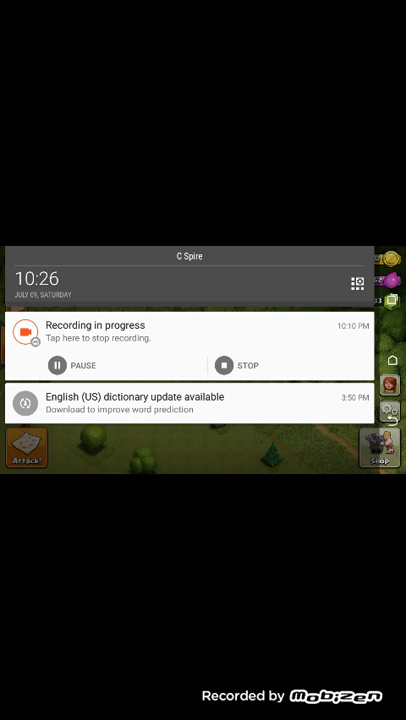 C Spire
10:26
JULY 09, SATURDAY
Recording in progress
10:10 PM
Tap here to stop recording.
PAUSE
STOP
English (US) dictionary update available
3:50 PM
Download to improve word prediction
Attack!
Shop
Recorded by Mobizen